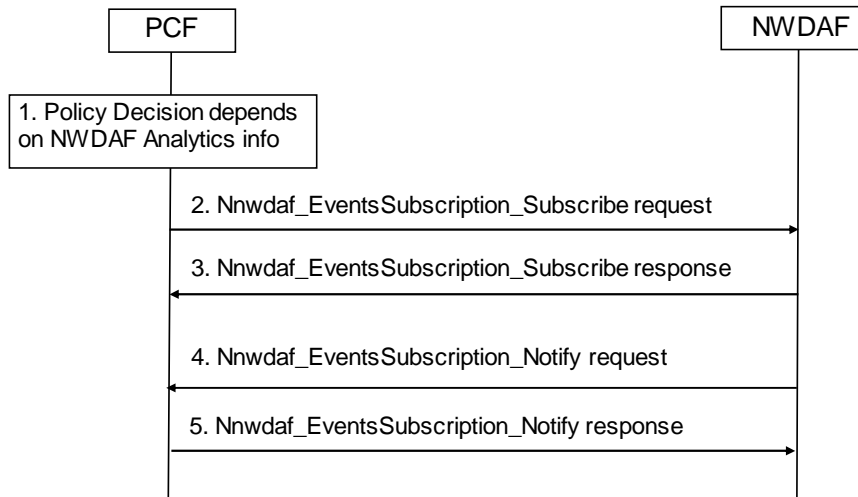 PCF
NWDAF
1. Policy Decision depends
on NWDAF Analytics info
2. Nnwdaf_EventsSubscription_Subscribe request
3. Nnwdaf_EventsSubscription_Subscribe response
4. Nnwdaf_EventsSubscription_Notify request
5. Nnwdaf_EventsSubscription_Notify response